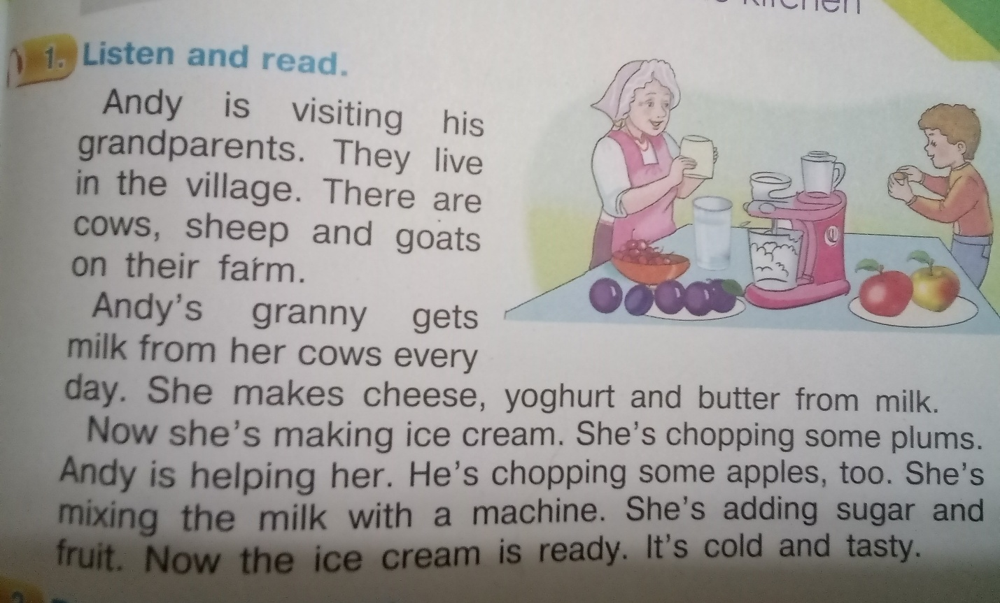 kitchen
1. Listen and read.
Andy is visiting his
grandparents. They live
in the village. There are
cows, sheep and goats
on their farm.
Andy's granny gets
milk from her cows every
day. She makes cheese, yoghurt and butter from milk.
Now she's making ice cream. She's chopping some plums.
Andy is helping her. He's chopping some apples, too. She's
mixing the milk with a machine. She's adding sugar and
fruit. Now the ice cream is ready. It's cold and tasty.